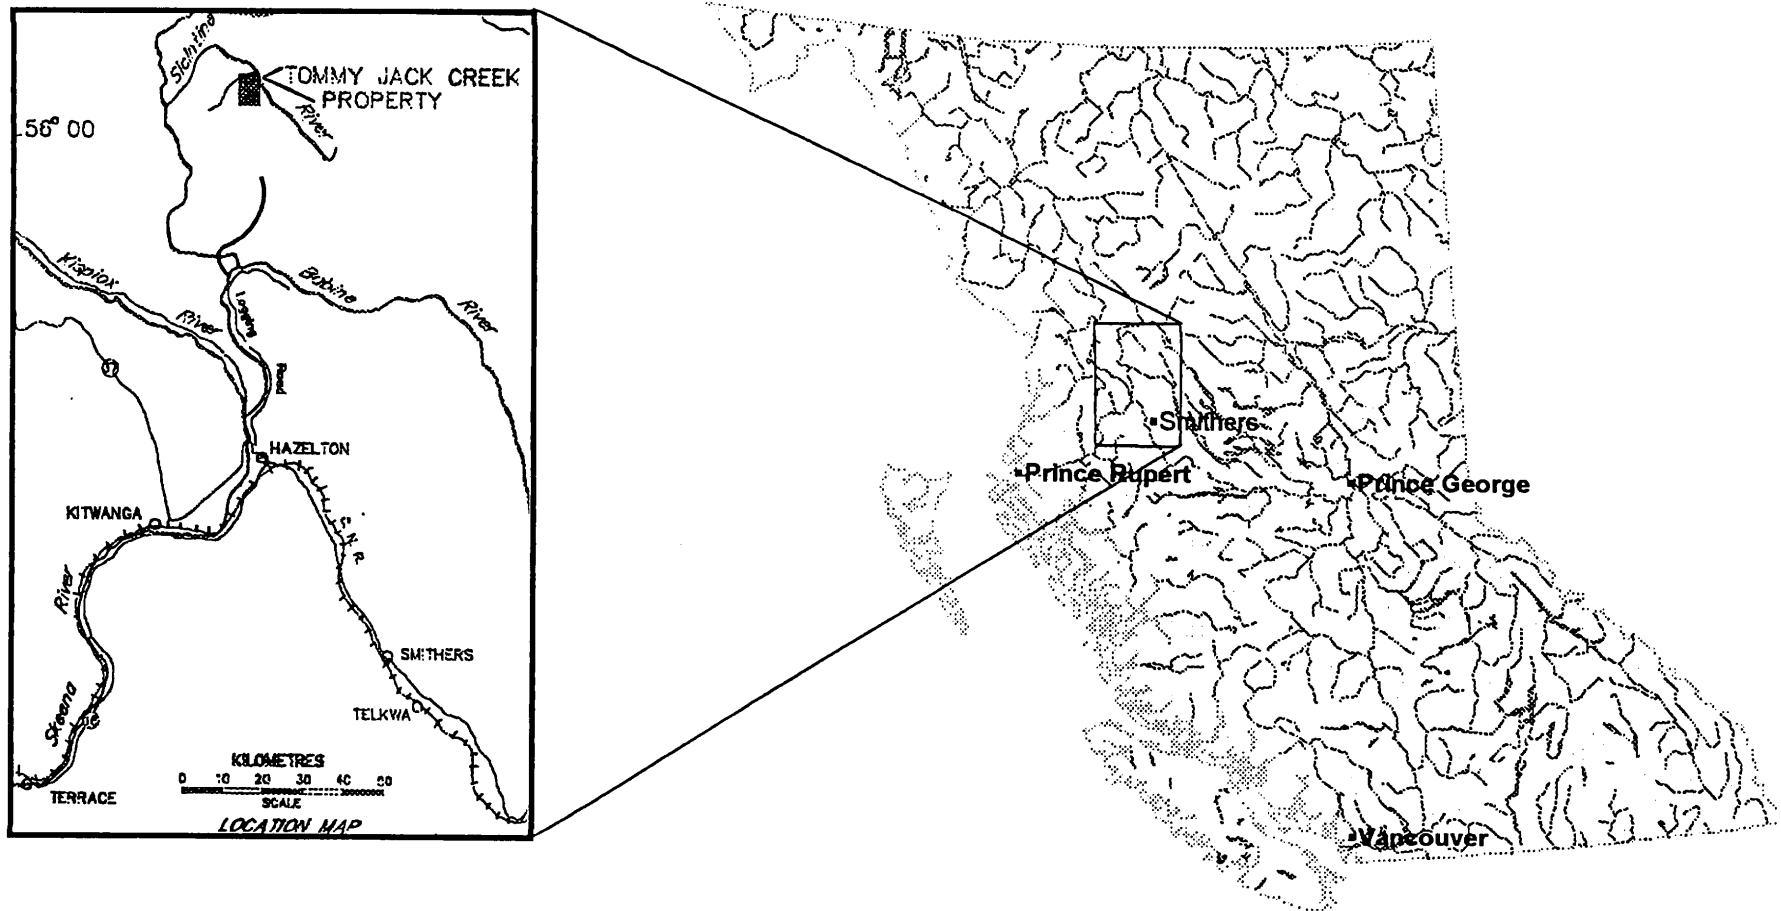 Sicintina
TOMMY JACK CREEK
PROPERTY
River
56° 00
Kispiox
River
Babine
River
Logging
Road
HAZELTON
KITWANGA
C N R
River
Skeena
SMITHERS
TELKWA
TERRACE
KILOMETRES
0 10 20 30 40 50
SCALE
LOCATION MAP
Smithers
Prince Rupert
Prince George
Vancouver